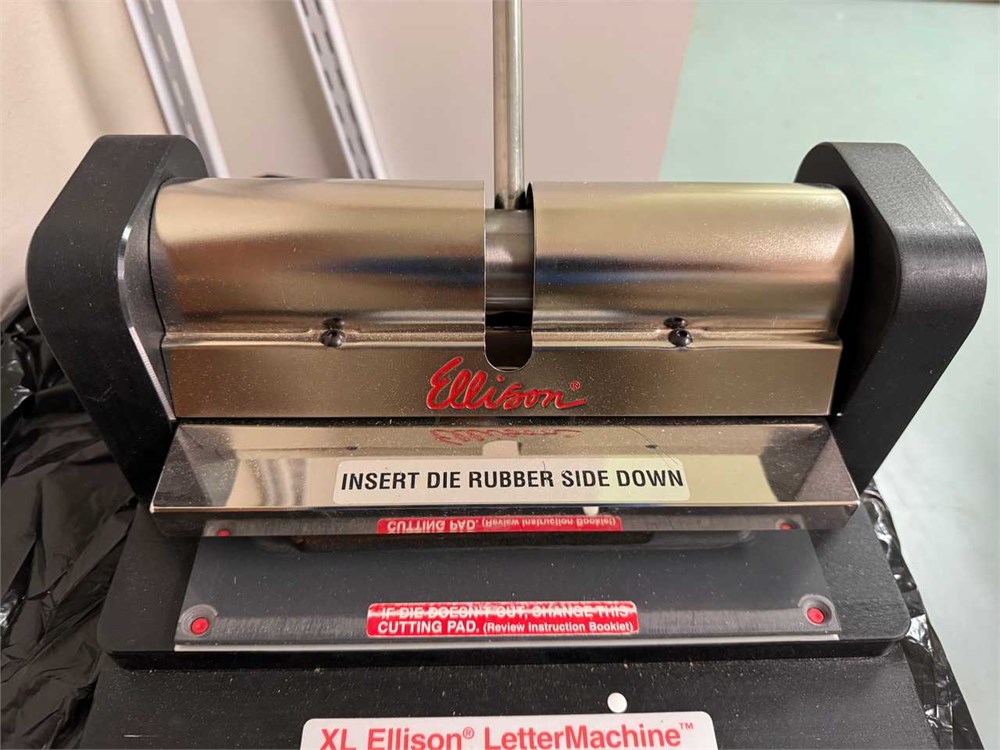 Ellison®
INSERT DIE RUBBER SIDE DOWN
CUTTING PAD. (Review Instruction Booklet)
IF DIE DOESN'T CUT, CHANGE THIS
CUTTING PAD. (Review Instruction Booklet)
XL Ellison® LetterMachine™